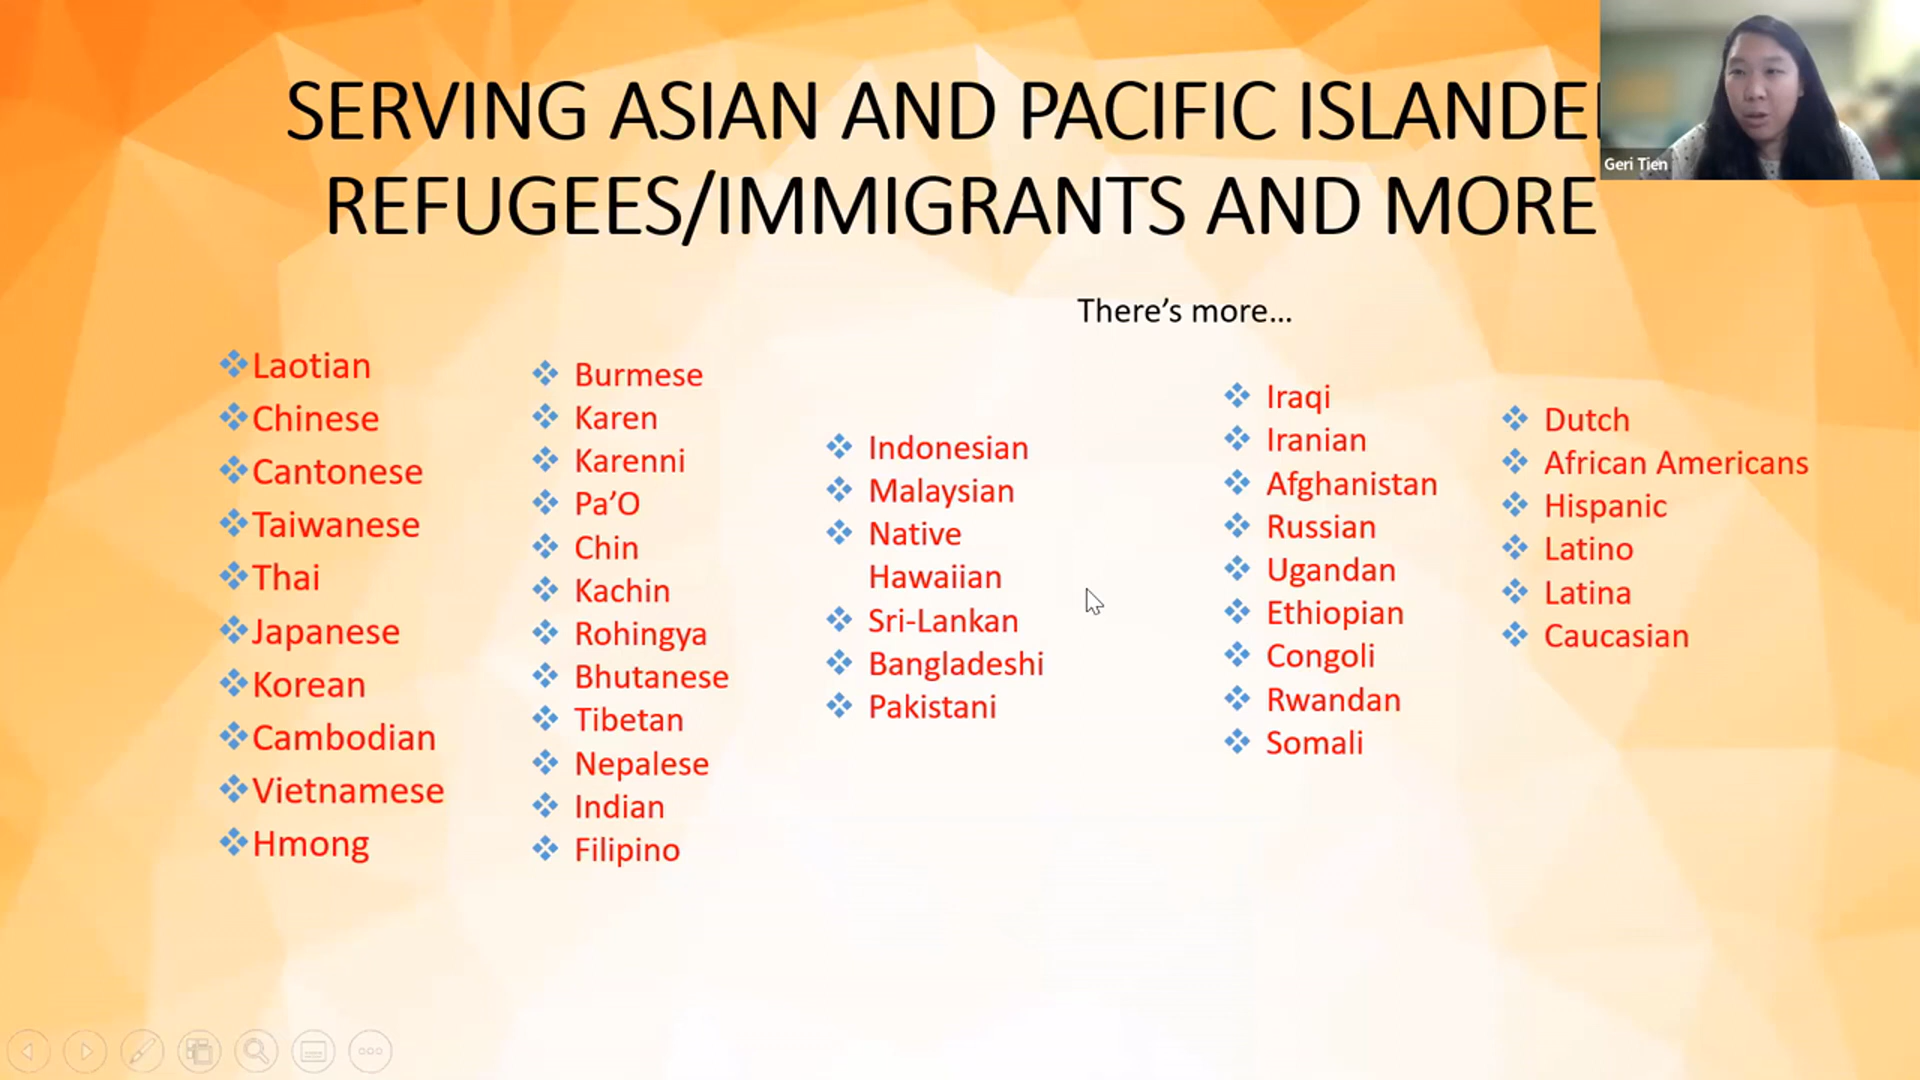 SERVING ASIAN AND PACIFIC ISLANDE
REFUGEES/IMMIGRANTS AND MORE
Geri Tien
There's more...
Laotian
Chinese
Cantonese
Taiwanese
Thai
Japanese
Korean
Cambodian
Vietnamese
Hmong
Burmese
Karen
Karenni
Pa'O
Chin
Kachin
Rohingya
Bhutanese
Tibetan
Nepalese
Indian
Filipino
Indonesian
Malaysian
Native
Hawaiian
Sri-Lankan
Bangladeshi
Pakistani
Iraqi
Iranian
Afghanistan
Russian
Ugandan
Ethiopian
Congoli
Rwandan
Somali
Dutch
African Americans
Hispanic
Latino
Latina
Caucasian